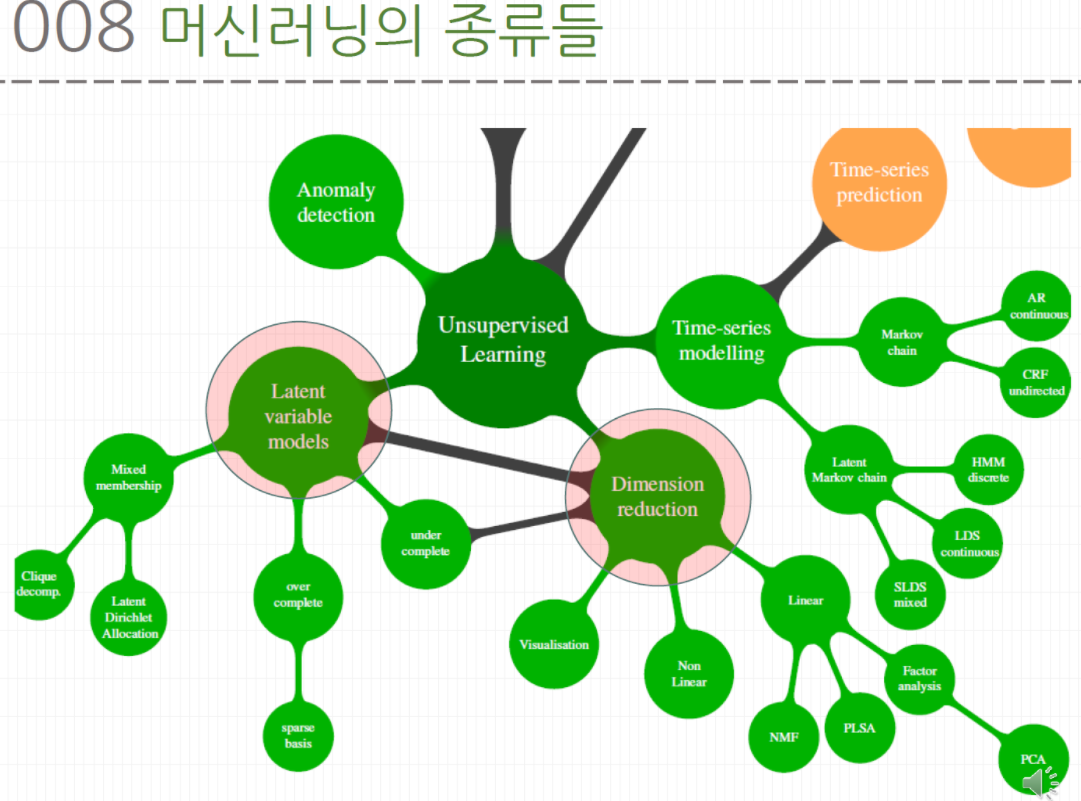 008 머신러닝의 종류들
Anomaly
detection
Time-series
prediction
Unsupervised
Learning
Time-series
modelling
Markov
chain
AR
continuous
CRF
undirected
Latent
variable
models
Mixed
membership
Dimension
reduction
Latent
Markov chain
HMM
discrete
under
complete
LDS
continuous
Clique
decomp.
Latent
Dirichlet
Allocation
over
complete
Linear
SLDS
mixed
Visualisation
Non
Linear
Factor
analysis
sparse
basis
NMF
PLSA
PCA